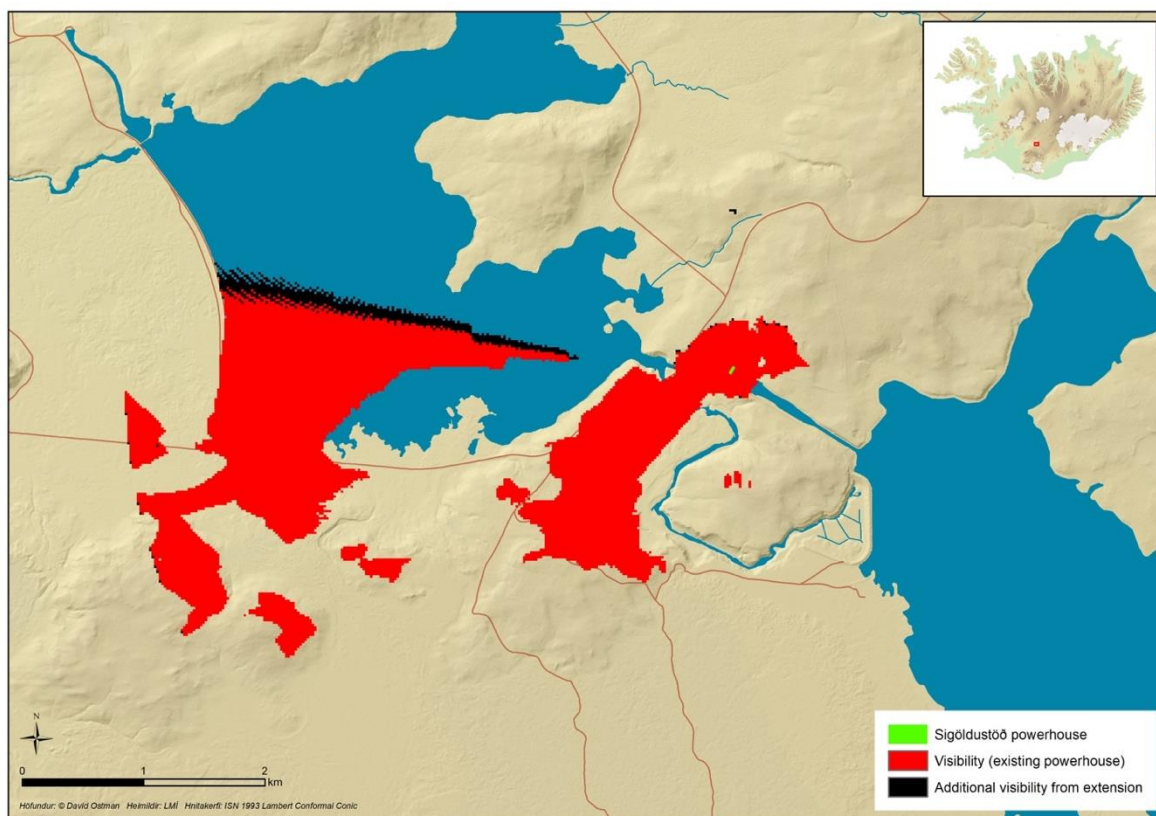 Sigöldustöð powerhouse
Visibility (existing powerhouse)
Additional visibility from extension
N
0 1 2
km
Höfundur: © David Ostman Heimildir: LMÍ Hnitakerfi: ISN 1993 Lambert Conformal Conic